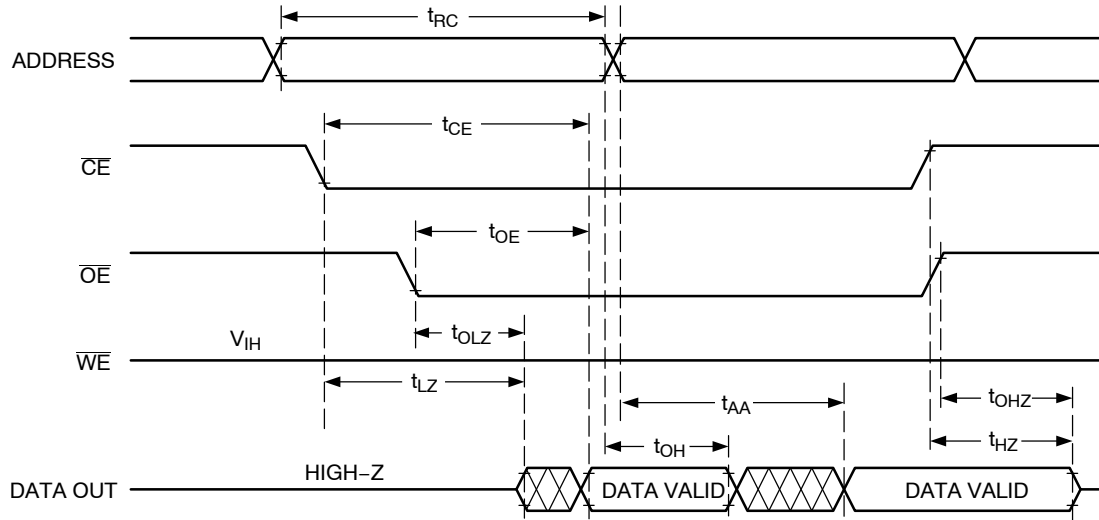 tRC
ADDRESS
tCE
CE
tOE
OE
tOLZ
VIH
WE
tLZ
tAA
tOHZ
tOH
tHZ
HIGH–Z
DATA OUT
DATA VALID
DATA VALID